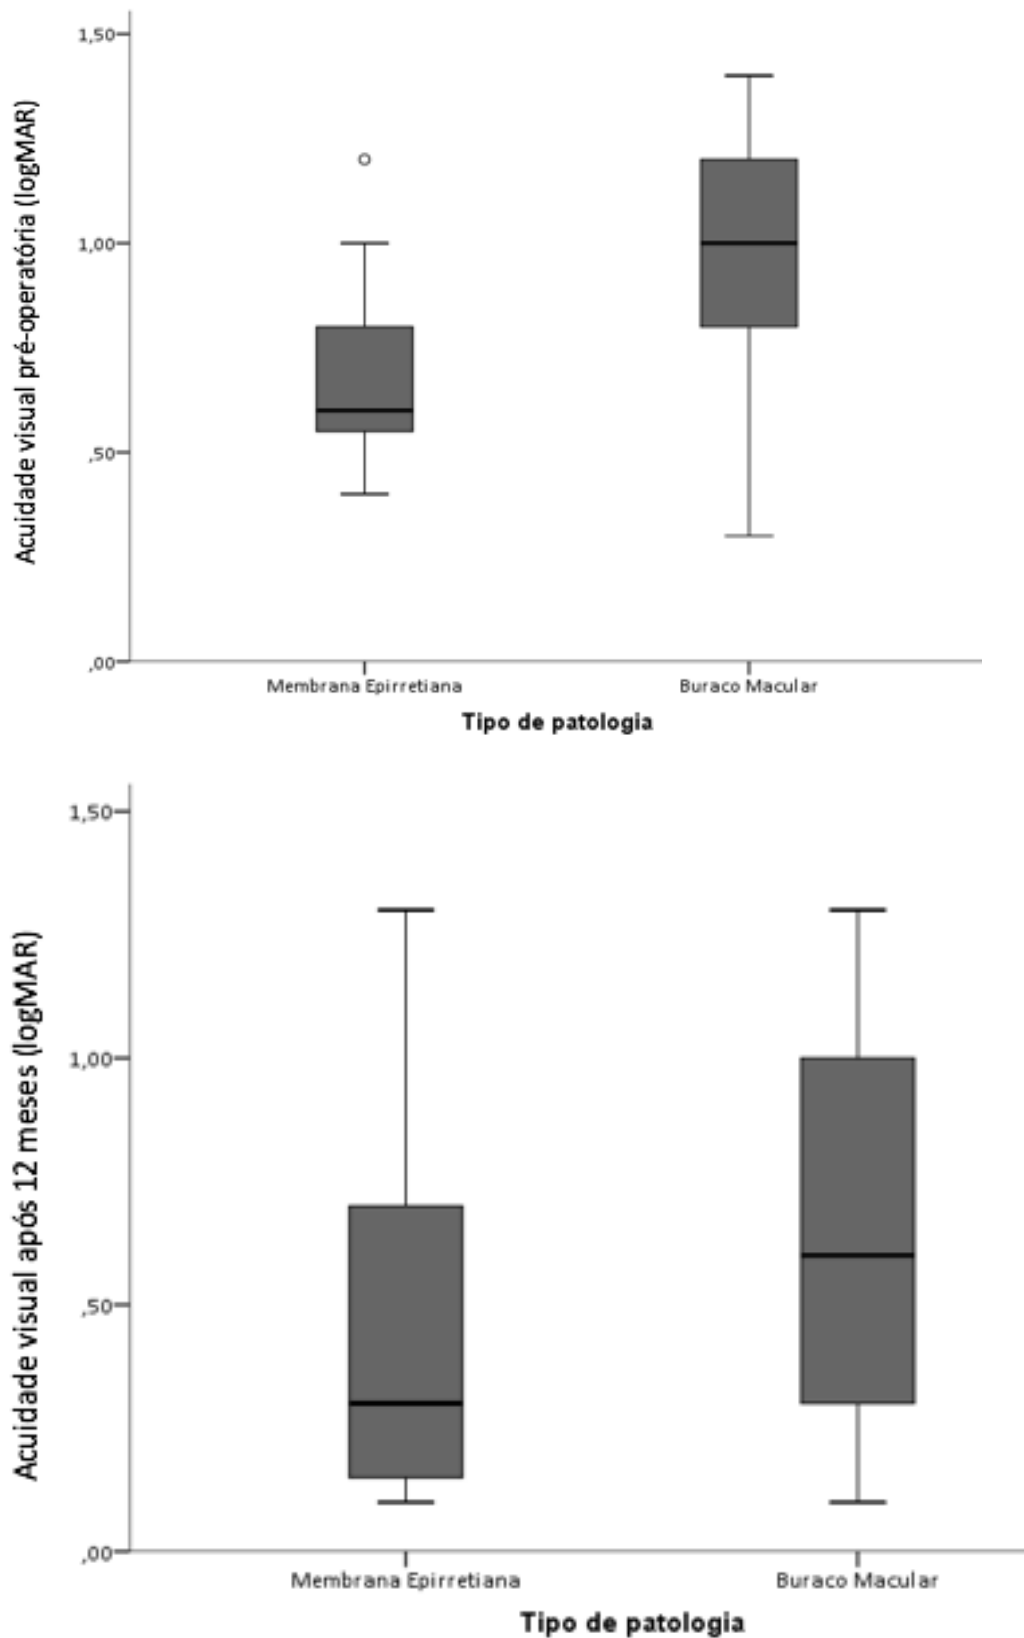 Acuidade visual pré-operatória (logMAR)
1,50
1,00
,50
,00
Membrana Epirretiana
Buraco Macular
Tipo de patologia
Acuidade visual após 12 meses (logMAR)
1,50
1,00
,50
,00
Membrana Epirretiana
Buraco Macular
Tipo de patologia